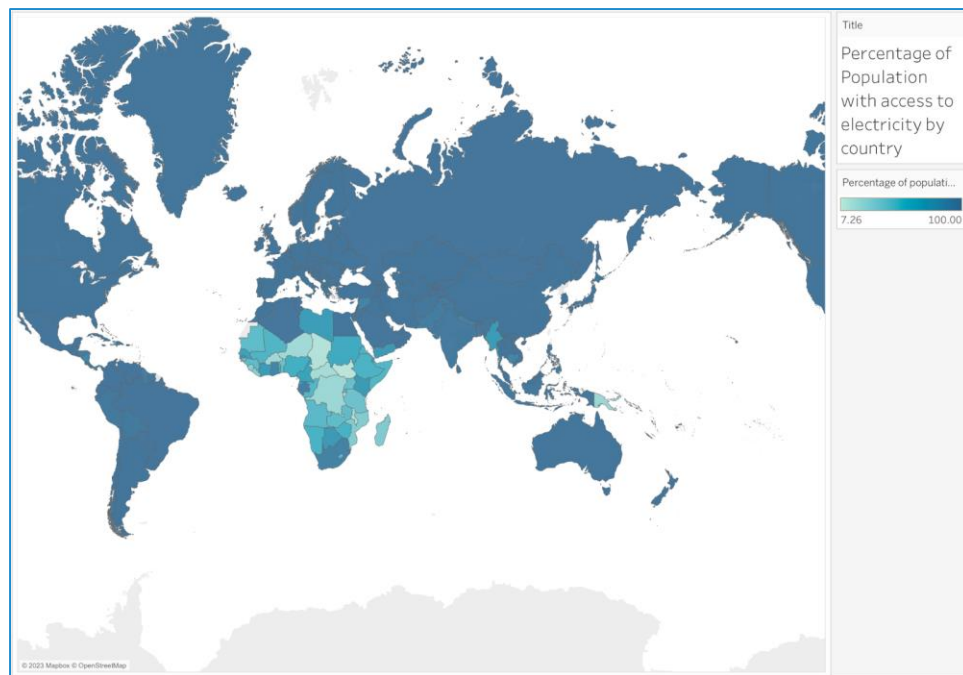 Title
Percentage of
Population
with access to
electricity by
country
Percentage of populati...
7.26 100.00
© 2023 Mapbox © OpenStreetMap